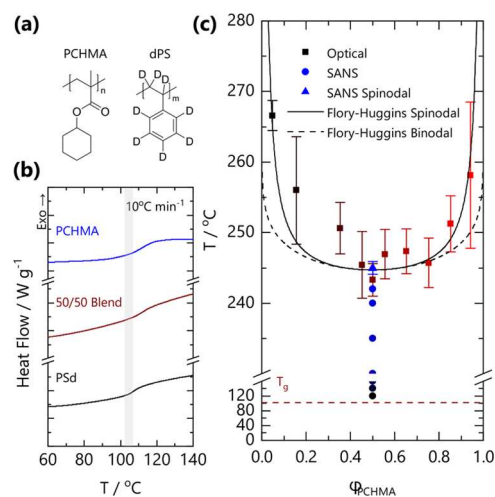 (a)
PCHMA
dPS
n
O
O
D D
D
m
D
D
D
D
D
(b)
Exo →
10°C min⁻¹
PCHMA
50/50 Blend
PSd
Heat Flow / W g⁻¹
60 80 100 120 140
T / °C
(c)
Optical
SANS
SANS Spinodal
Flory-Huggins Spinodal
Flory-Huggins Binodal
T / °C
280
270
260
250
240
120
100
80
60
40
20
0
Tg
0.0 0.2 0.4 0.6 0.8 1.0
φPCHMA